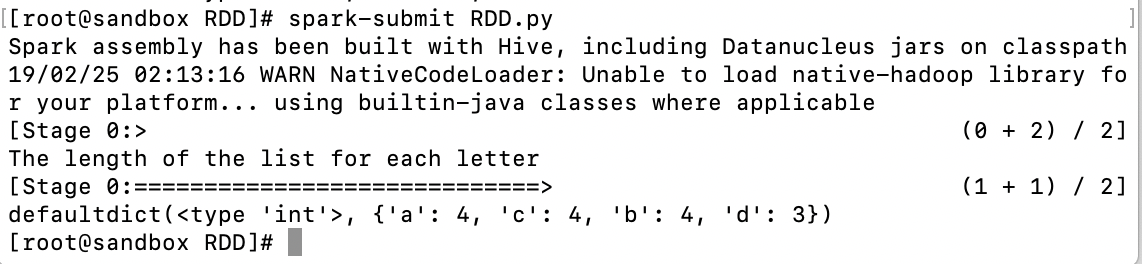 [[root@sandbox RDD]# spark-submit RDD.py ]
Spark assembly has been built with Hive, including Datanucleus jars on classpath
19/02/25 02:13:16 WARN NativeCodeLoader: Unable to load native-hadoop library fo
r your platform... using builtin-java classes where applicable
[Stage 0:> (0 + 2) / 2]
The length of the list for each letter
[Stage 0:=============================> (1 + 1) / 2]
defaultdict(<type 'int'>, {'a': 4, 'c': 4, 'b': 4, 'd': 3})
[root@sandbox RDD]#